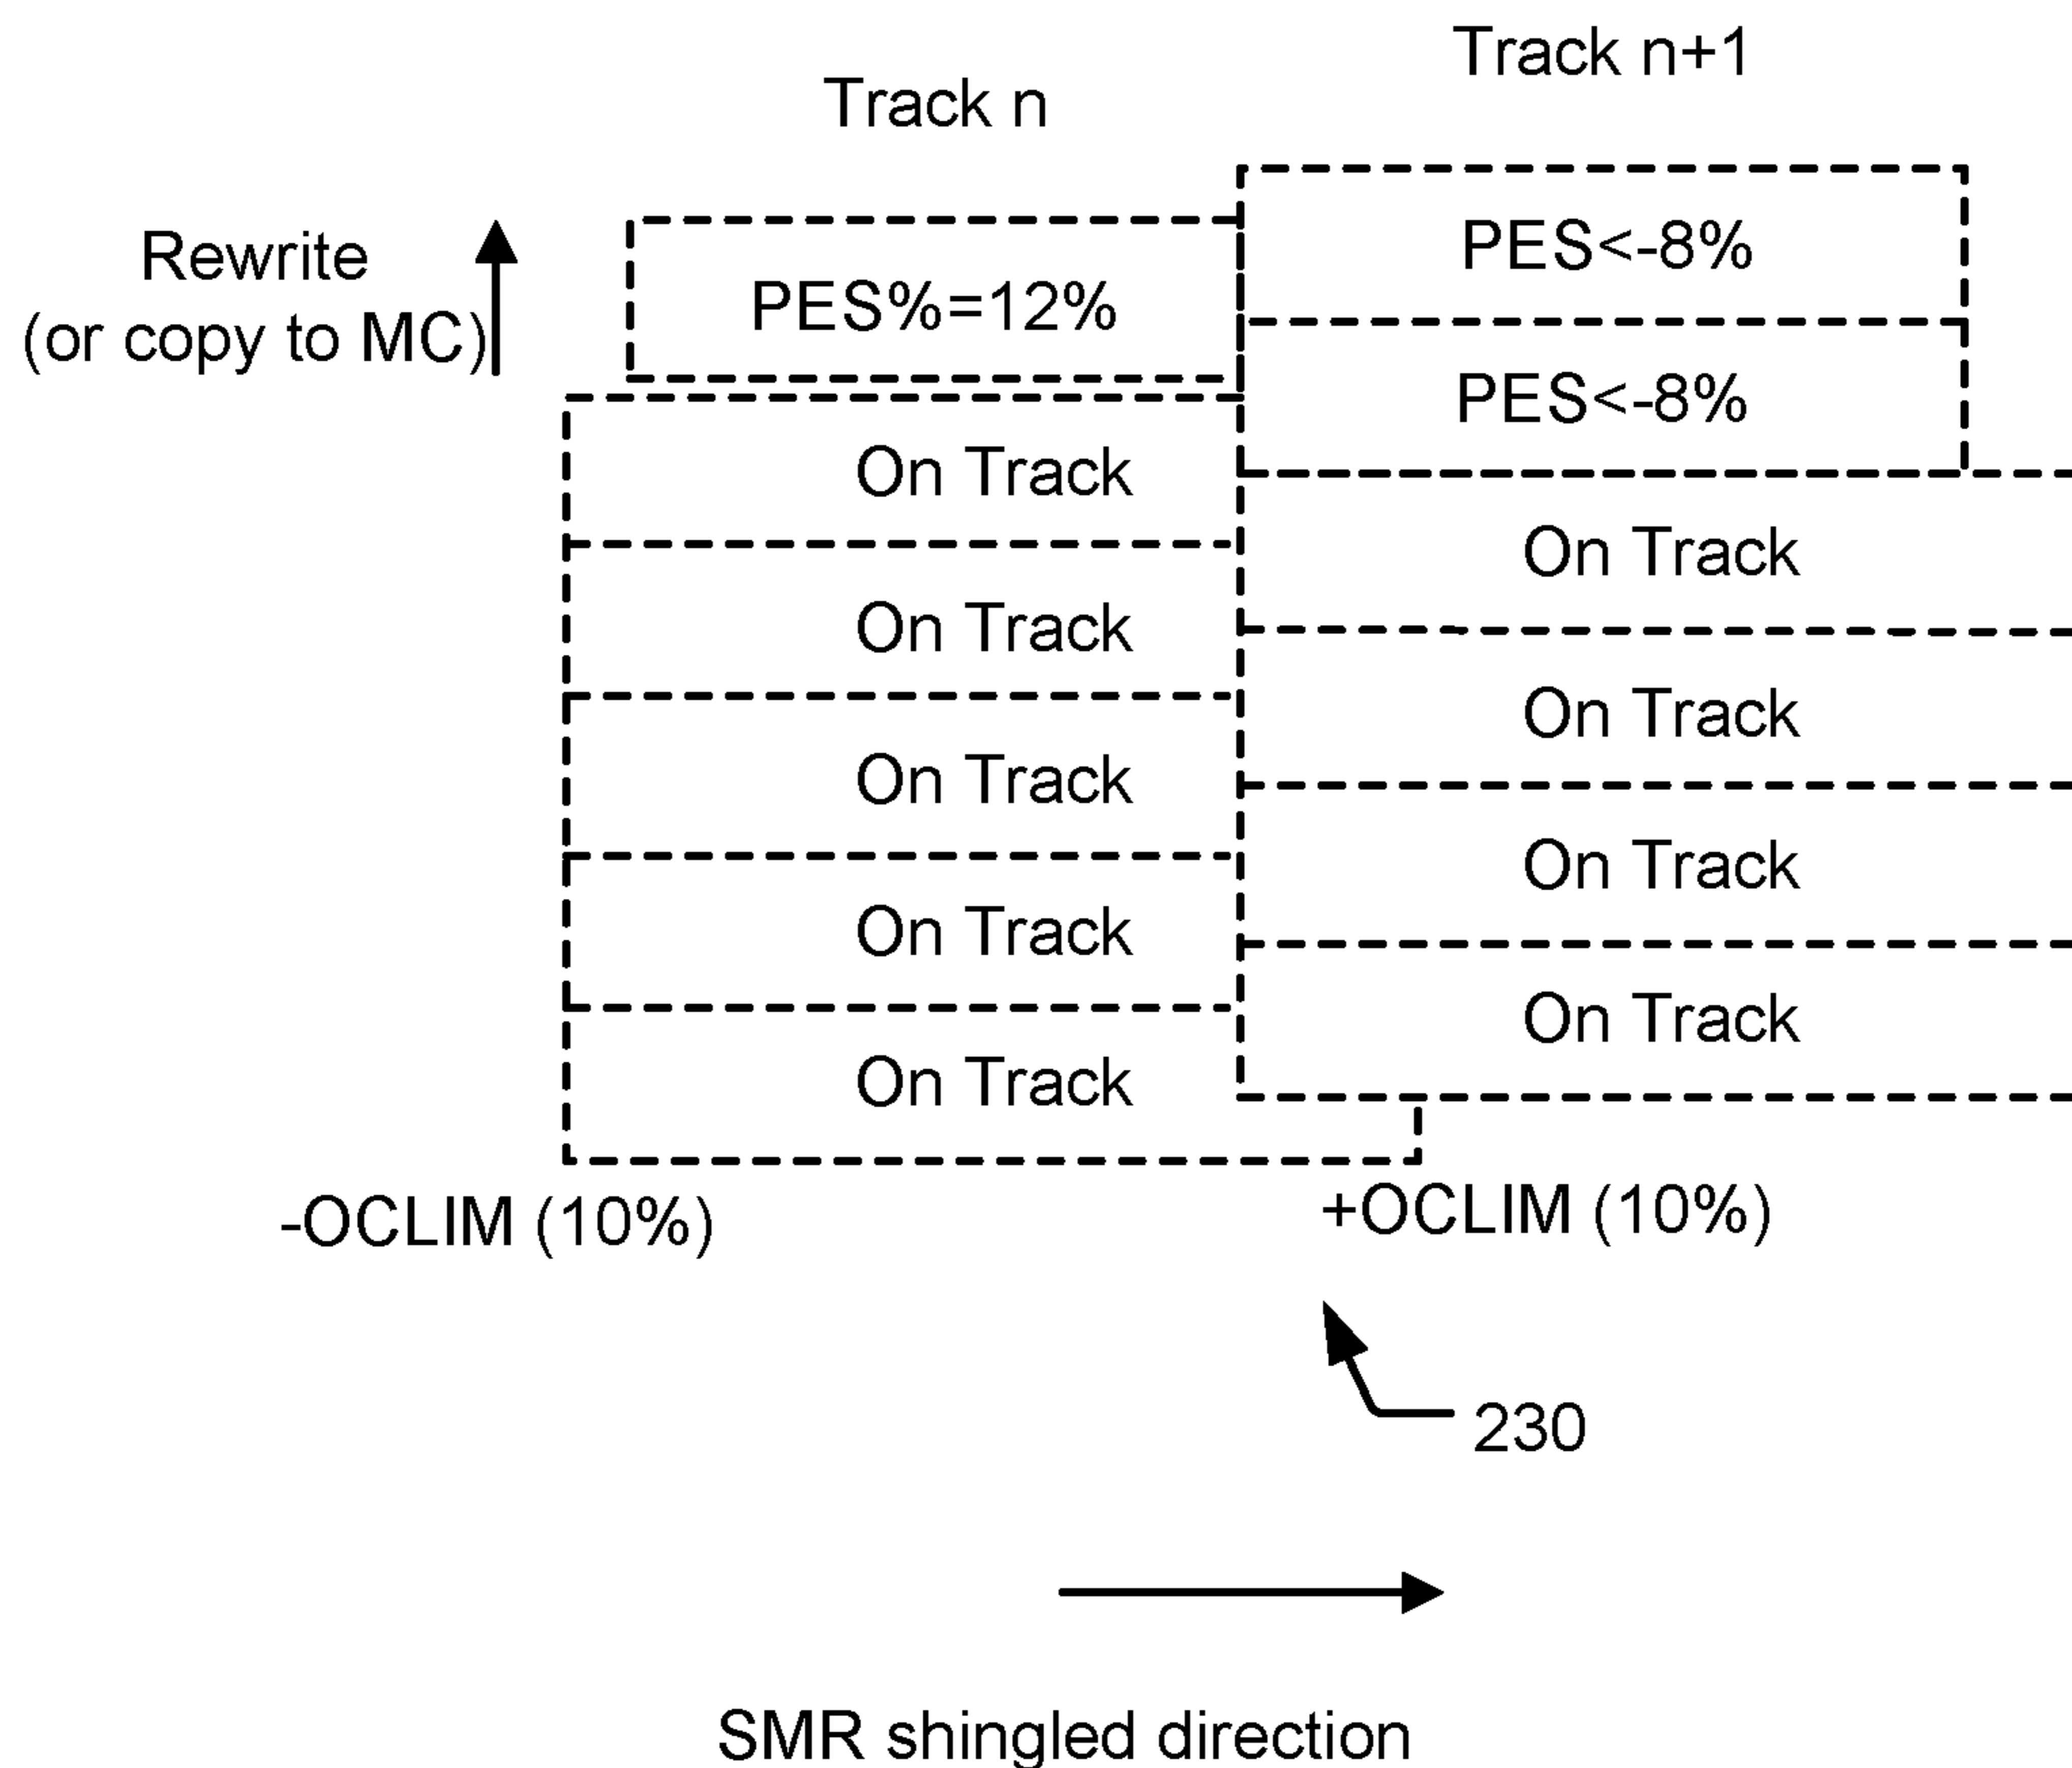 Track n+1
Track n
Rewrite
(or copy to MC)
PES%=12%
PES<-8%
PES<-8%
On Track
On Track
On Track
On Track
On Track
On Track
On Track
On Track
On Track
-OCLIM (10%)
+OCLIM (10%)
230
SMR shingled direction